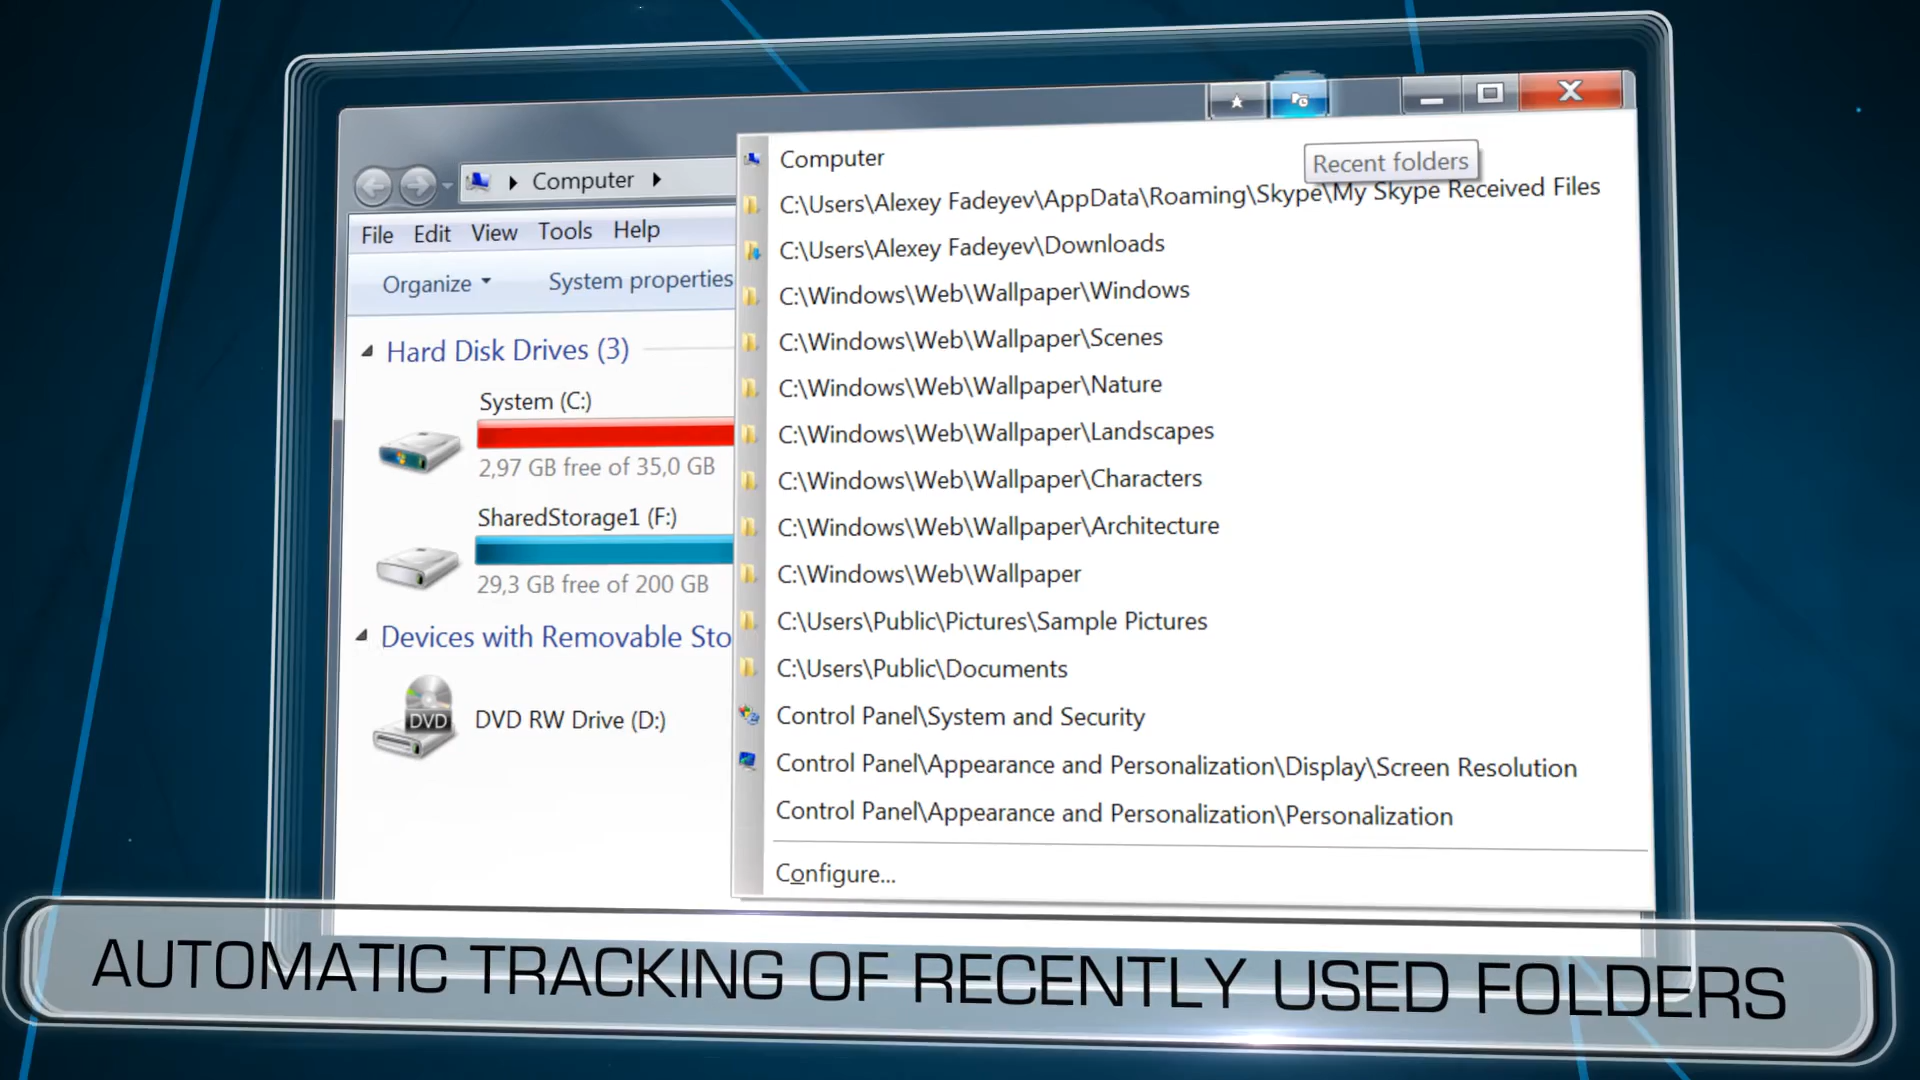 Recent folders
Computer
File Edit View Tools Help
Organize System properties
Hard Disk Drives (3)
System (C:)
2,97 GB free of 35,0 GB
SharedStorage1 (F:)
29,3 GB free of 200 GB
Devices with Removable Sto
DVD
DVD RW Drive (D:)
Computer
C:\Users\Alexey Fadeyev\AppData\Roaming\Skype\My Skype Received Files
C:\Users\Alexey Fadeyev\Downloads
C:\Windows\Web\Wallpaper\Windows
C:\Windows\Web\Wallpaper\Scenes
C:\Windows\Web\Wallpaper\Nature
C:\Windows\Web\Wallpaper\Landscapes
C:\Windows\Web\Wallpaper\Characters
C:\Windows\Web\Wallpaper\Architecture
C:\Windows\Web\Wallpaper
C:\Users\Public\Pictures\Sample Pictures
C:\Users\Public\Documents
Control Panel\System and Security
Control Panel\Appearance and Personalization\Display\Screen Resolution
Control Panel\Appearance and Personalization\Personalization
Configure...
AUTOMATIC TRACKING OF RECENTLY USED FOLDERS